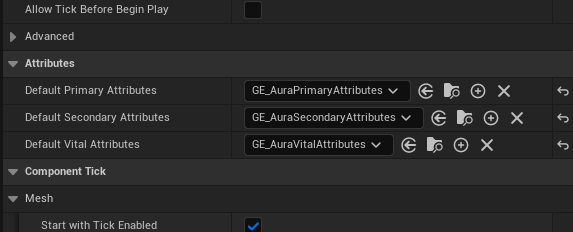 Allow Tick Before Begin Play
Advanced
Attributes
Default Primary Attributes GE_AuraPrimaryAttributes
Default Secondary Attributes GE_AuraSecondaryAttributes
Default Vital Attributes GE_AuraVitalAttributes
Component Tick
Mesh
Start with Tick Enabled